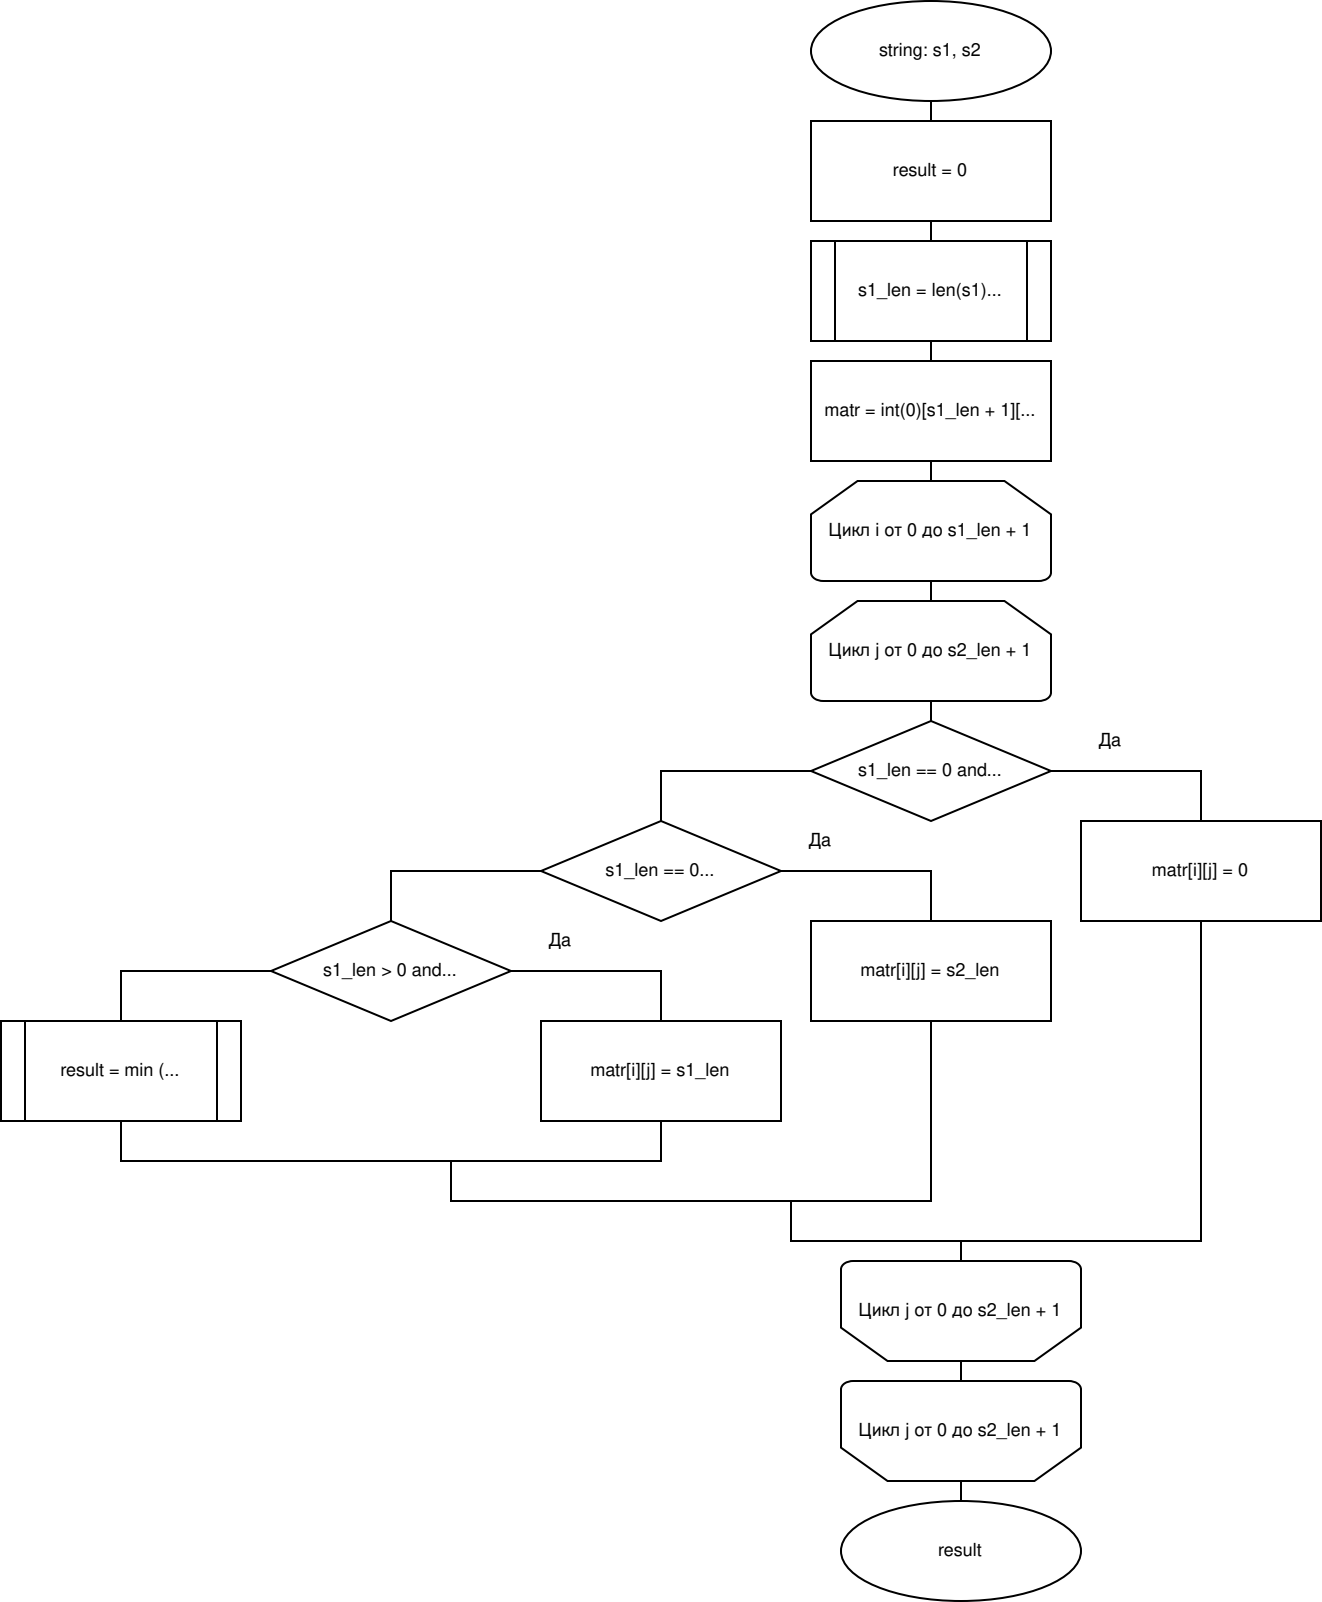 string: s1, s2
result = 0
s1_len = len(s1)...
matr = int(0)[s1_len + 1][...
Цикл i от 0 до s1_len + 1
Цикл j от 0 до s2_len + 1
s1_len == 0 and...
Да
s1_len == 0...
Да
matr[i][j] = 0
s1_len > 0 and...
Да
matr[i][j] = s2_len
result = min (...
matr[i][j] = s1_len
Цикл j от 0 до s2_len + 1
Цикл j от 0 до s2_len + 1
result